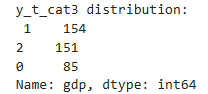 y_t_cat3 distribution:
1 154
2 151
0 85
Name: gdp, dtype: int64